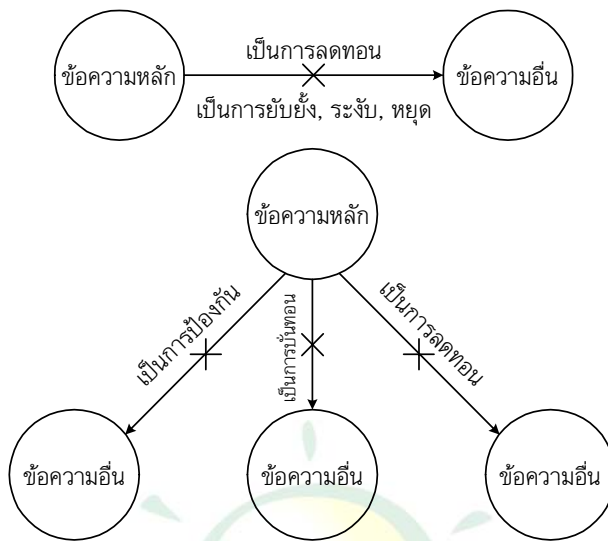 เป็นการลดทอน
ข้อความหลัก
ข้อความอื่น
เป็นการยับยั้ง, ระงับ, หยุด
ข้อความหลัก
เป็นการป้องกัน
เป็นการบั่นทอน
เป็นการลดทอน
ข้อความอื่น
ข้อความอื่น
ข้อความอื่น